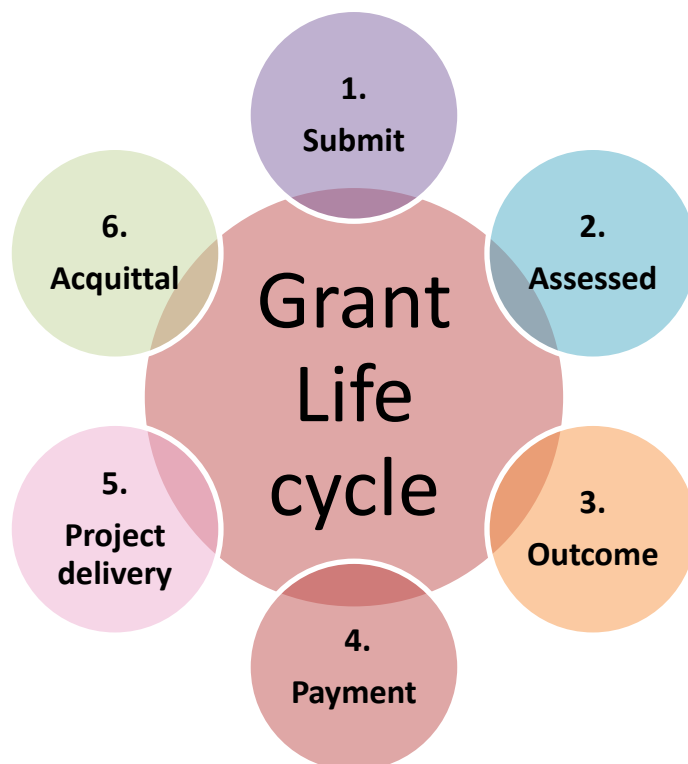 1.
Submit
2.
Assessed
3.
Outcome
4.
Payment
5.
Project
delivery
6.
Acquittal
Grant
Life
cycle